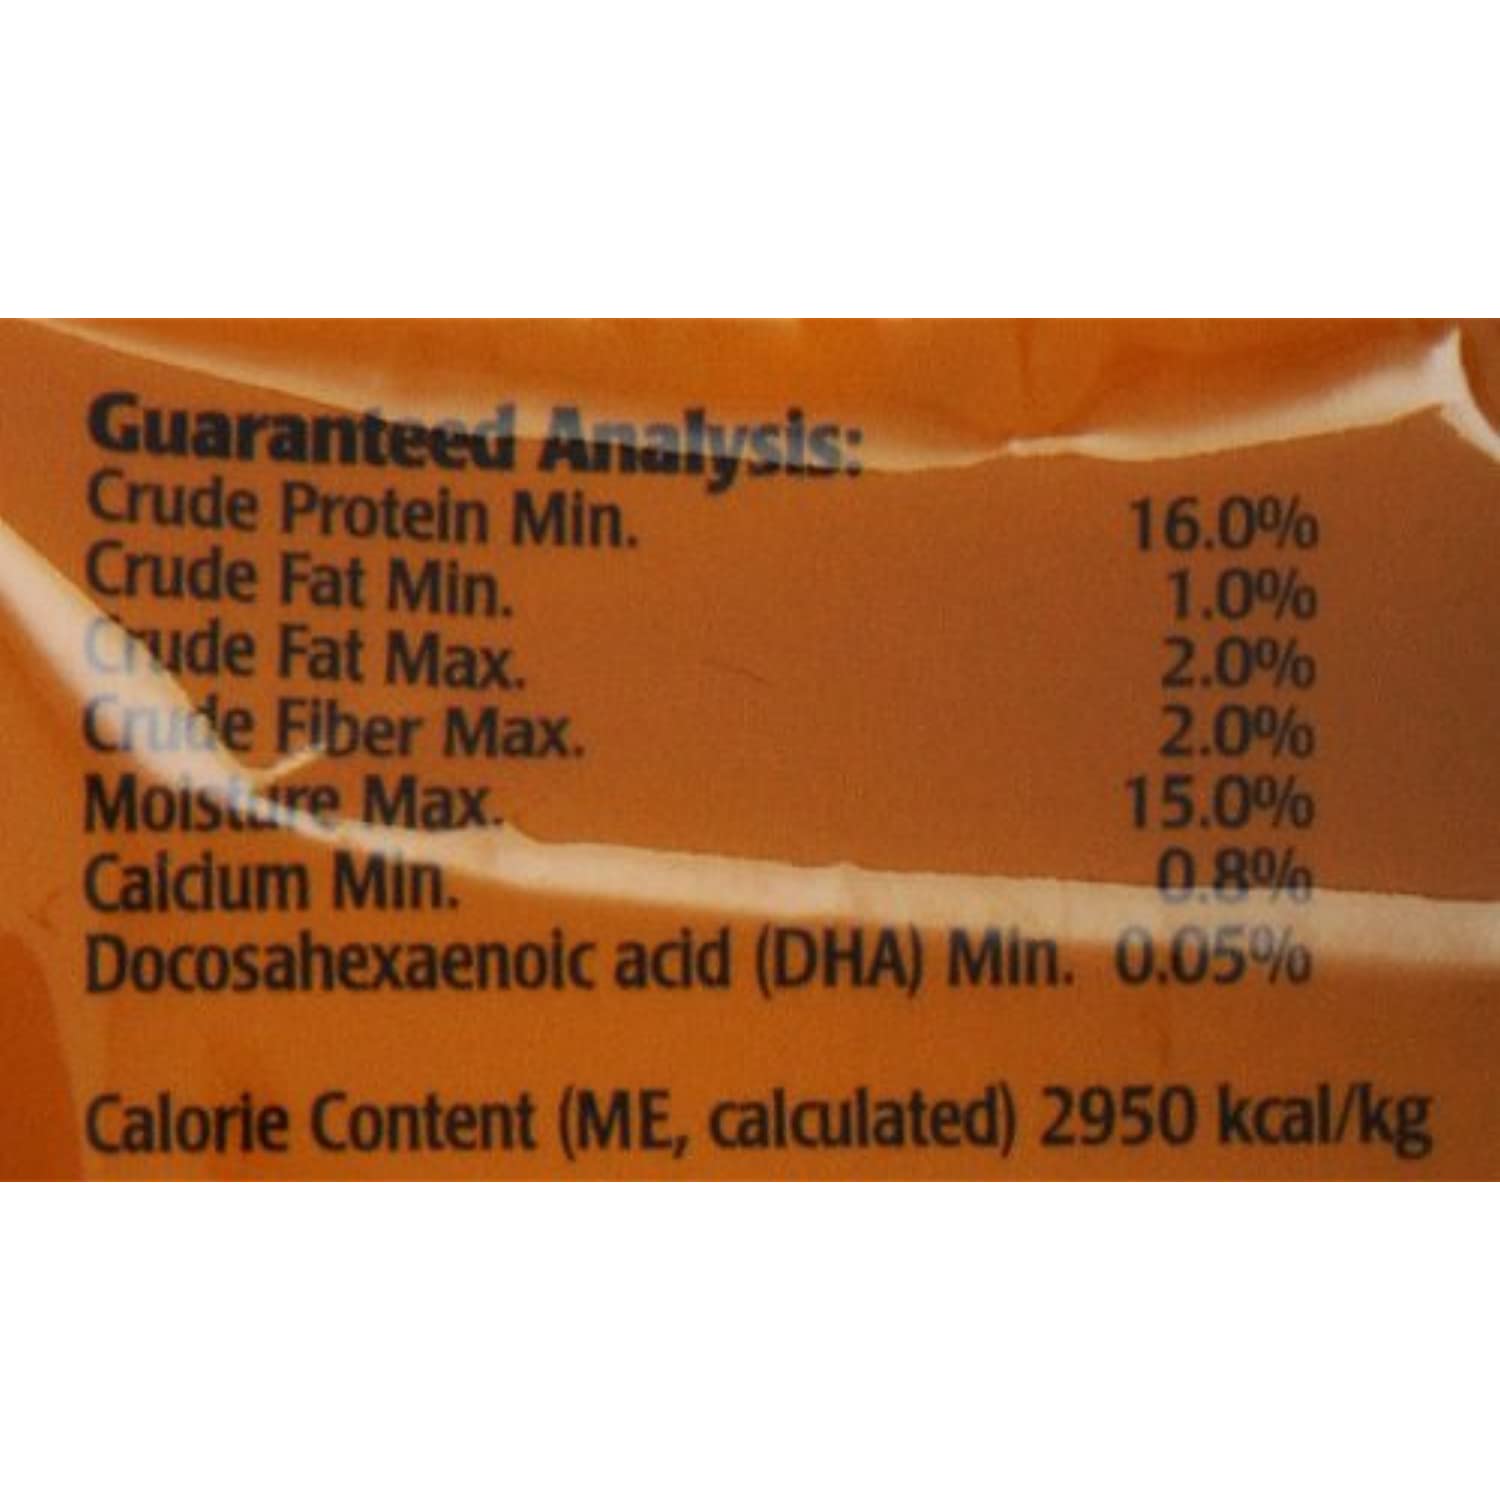 Guaranteed Analysis:
Crude Protein Min. 16.0%
Crude Fat Min. 1.0%
Crude Fat Max. 2.0%
Crude Fiber Max. 2.0%
Moisture Max. 15.0%
Calcium Min. 0.8%
Docosahexaenoic acid (DHA) Min. 0.05%
Calorie Content (ME, calculated) 2950 kcal/kg